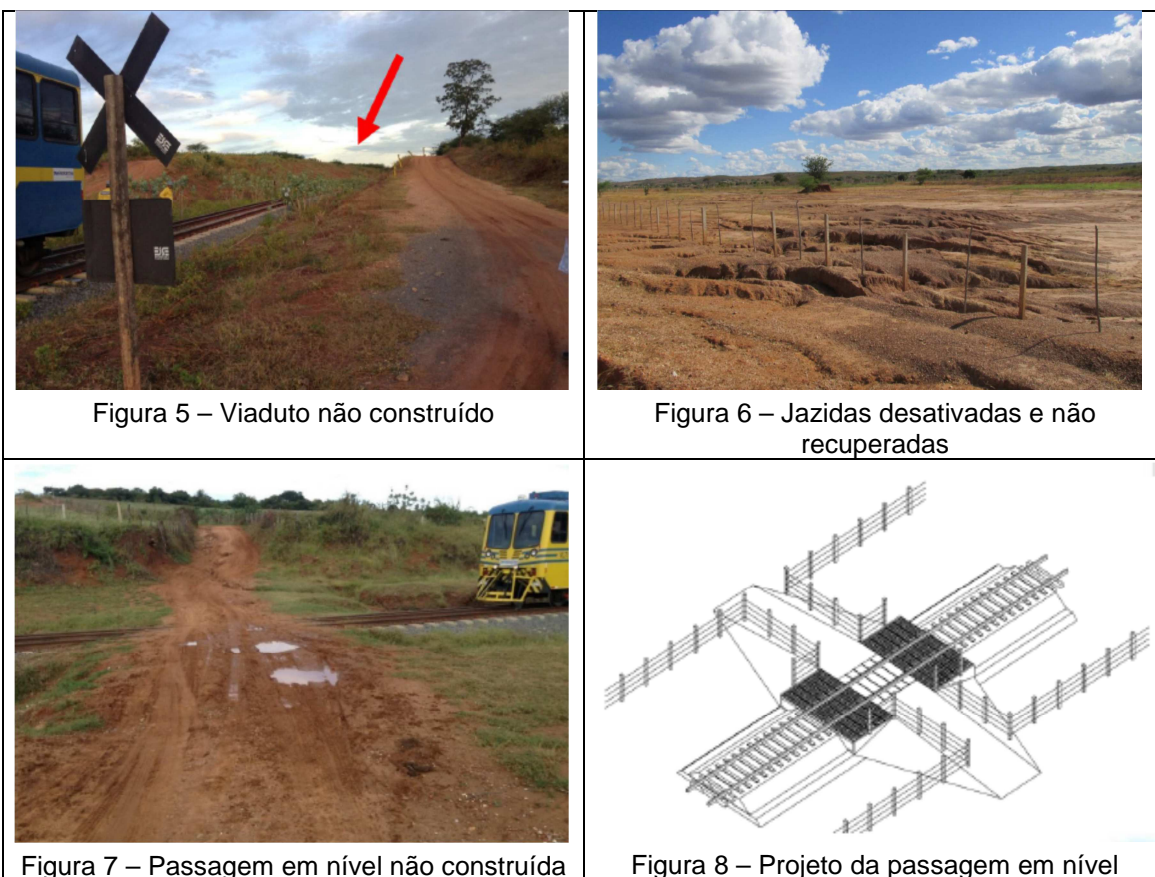 Figura 5 – Viaduto não construído
Figura 6 – Jazidas desativadas e não
recuperadas
Figura 7 – Passagem em nível não construída
Figura 8 – Projeto da passagem em nível